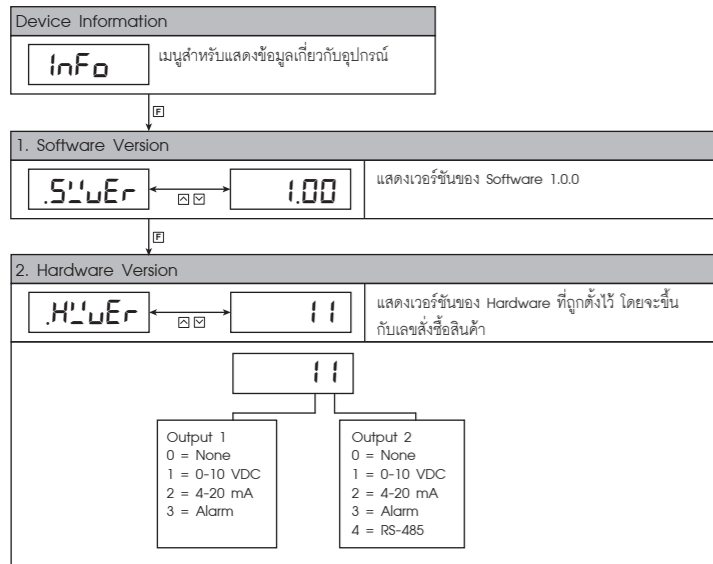 Device Information
InFo
เมนูสำหรับแสดงข้อมูลเกี่ยวกับอุปกรณ์
F
1. Software Version
.SWvEr
1.00
แสดงเวอร์ชันของ Software 1.0.0
F
2. Hardware Version
.HWvEr
11
แสดงเวอร์ชันของ Hardware ที่ถูกตั้งไว้ โดยจะขึ้น
กับเลขสั่งซื้อสินค้า
11
Output 1
0 = None
1 = 0-10 VDC
2 = 4-20 mA
3 = Alarm
Output 2
0 = None
1 = 0-10 VDC
2 = 4-20 mA
3 = Alarm
4 = RS-485